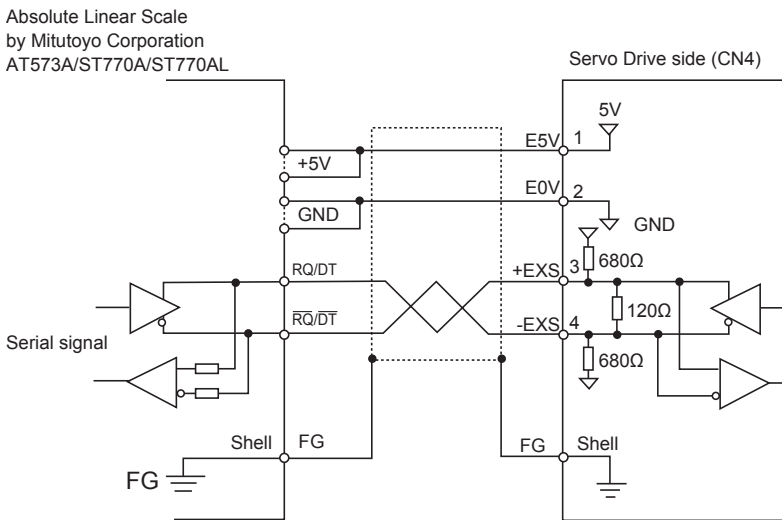 Absolute Linear Scale
by Mitutoyo Corporation
AT573A/ST770A/ST770AL
Servo Drive side (CN4)
5V
E5V 1
+5V
E0V 2
GND
GND
RQ/DT
+EXS 3
680Ω
120Ω
R̅Q̅/DT
-EXS 4
Serial signal
680Ω
Shell FG
FG Shell
FG